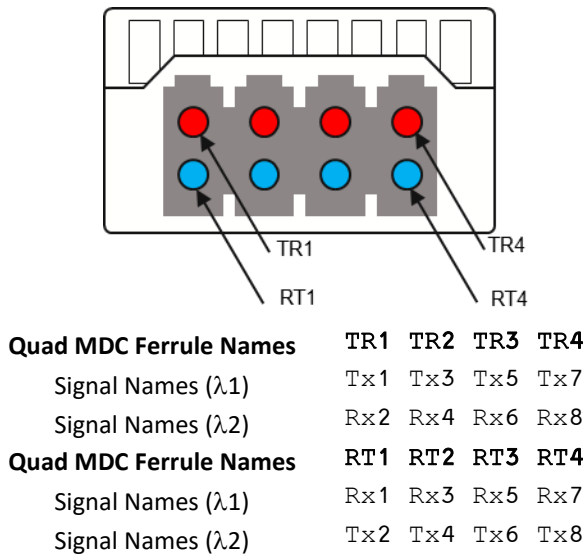 TR1
TR4
RT1
RT4
Quad MDC Ferrule Names TR1 TR2 TR3 TR4
Signal Names (λ1) Tx1 Tx3 Tx5 Tx7
Signal Names (λ2) Rx2 Rx4 Rx6 Rx8
Quad MDC Ferrule Names RT1 RT2 RT3 RT4
Signal Names (λ1) Rx1 Rx3 Rx5 Rx7
Signal Names (λ2) Tx2 Tx4 Tx6 Tx8